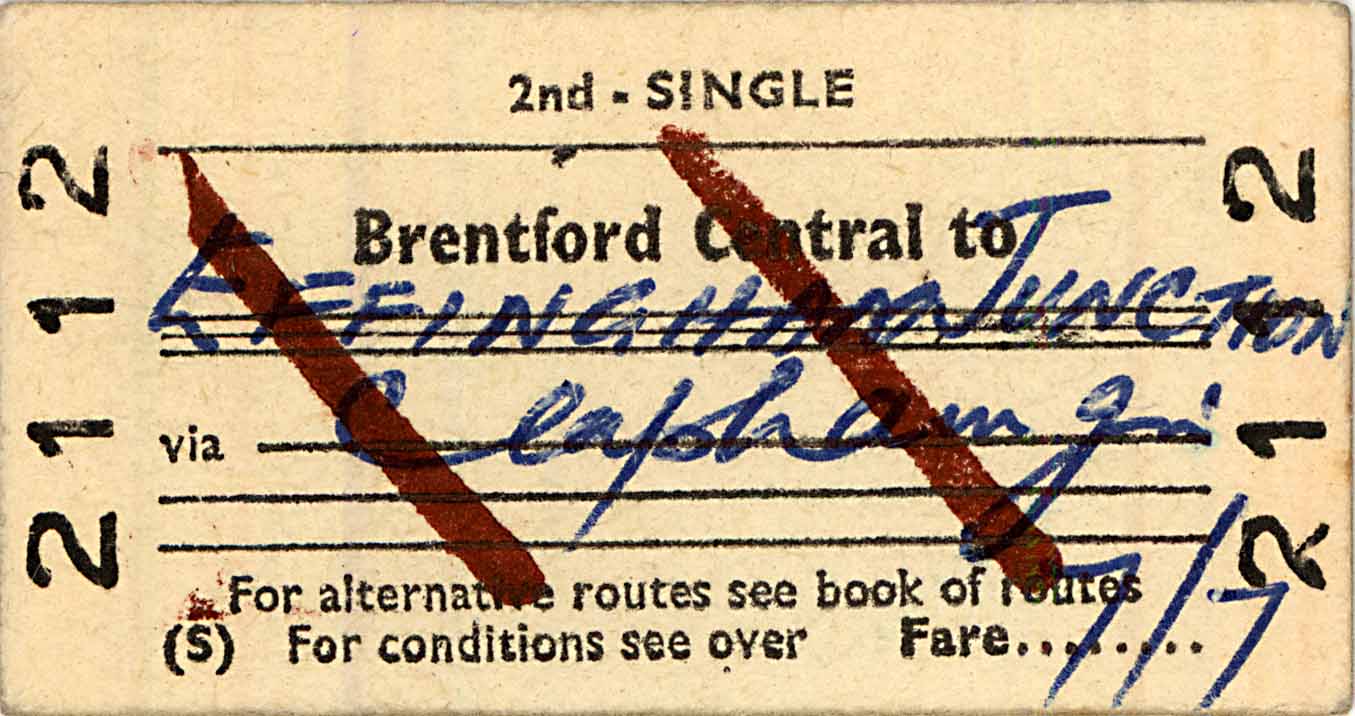 2nd - SINGLE
Brentford Central to
EFFINGHAM JUNCTION
via Clapham Jn
For alternative routes see book of routes
(S) For conditions see over Fare........ 7/7
2112
2112